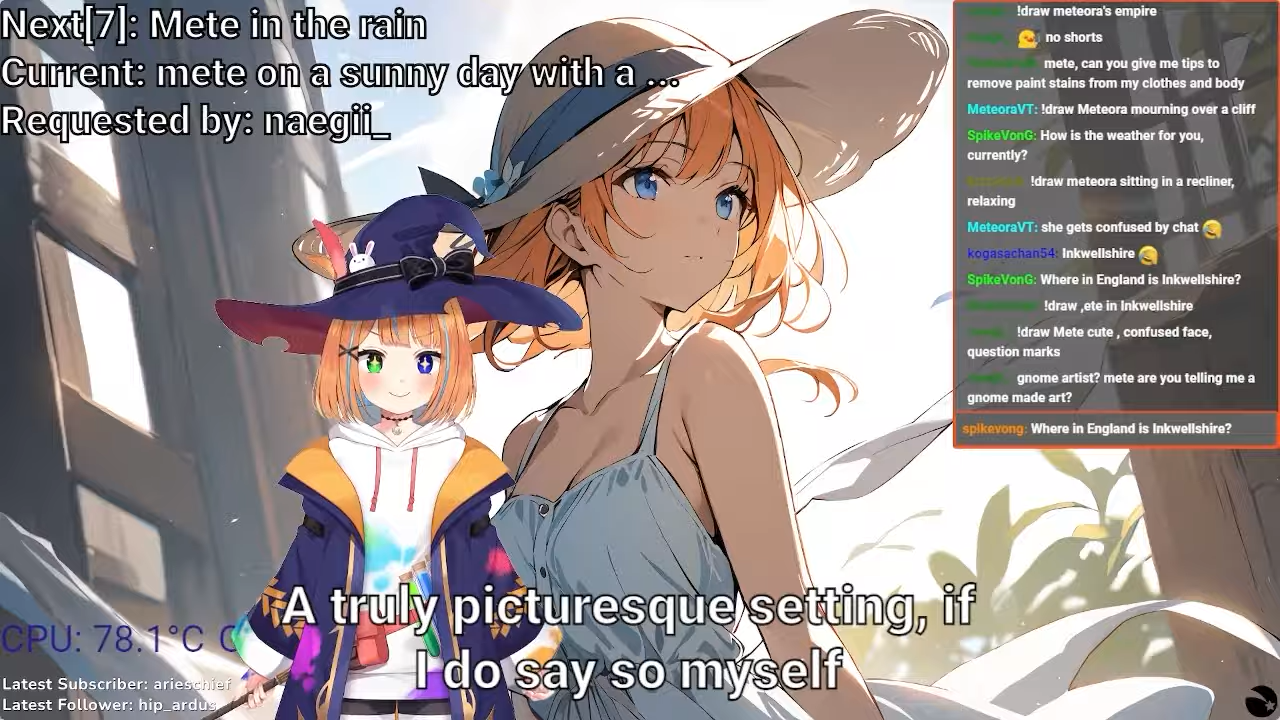 Next[7]: Mete in the rain
Current: mete on a sunny day with a ...
Requested by: naegii_
!draw meteora's empire
no shorts
mete, can you give me tips to
remove paint stains from my clothes and body
MeteoraVT: !draw Meteora mourning over a cliff
SpikeVonG: How is the weather for you,
currently?
!draw meteora sitting in a recliner,
relaxing
MeteoraVT: she gets confused by chat
kogasachan54: Inkwellshire
SpikeVonG: Where in England is Inkwellshire?
!draw ,ete in Inkwellshire
!draw Mete cute , confused face,
question marks
gnome artist? mete are you telling me a
gnome made art?
spikevong: Where in England is Inkwellshire?
A truly picturesque setting, if
I do say so myself
CPU: 78.1°C
Latest Subscriber: arieschief
Latest Follower: hip_ardus